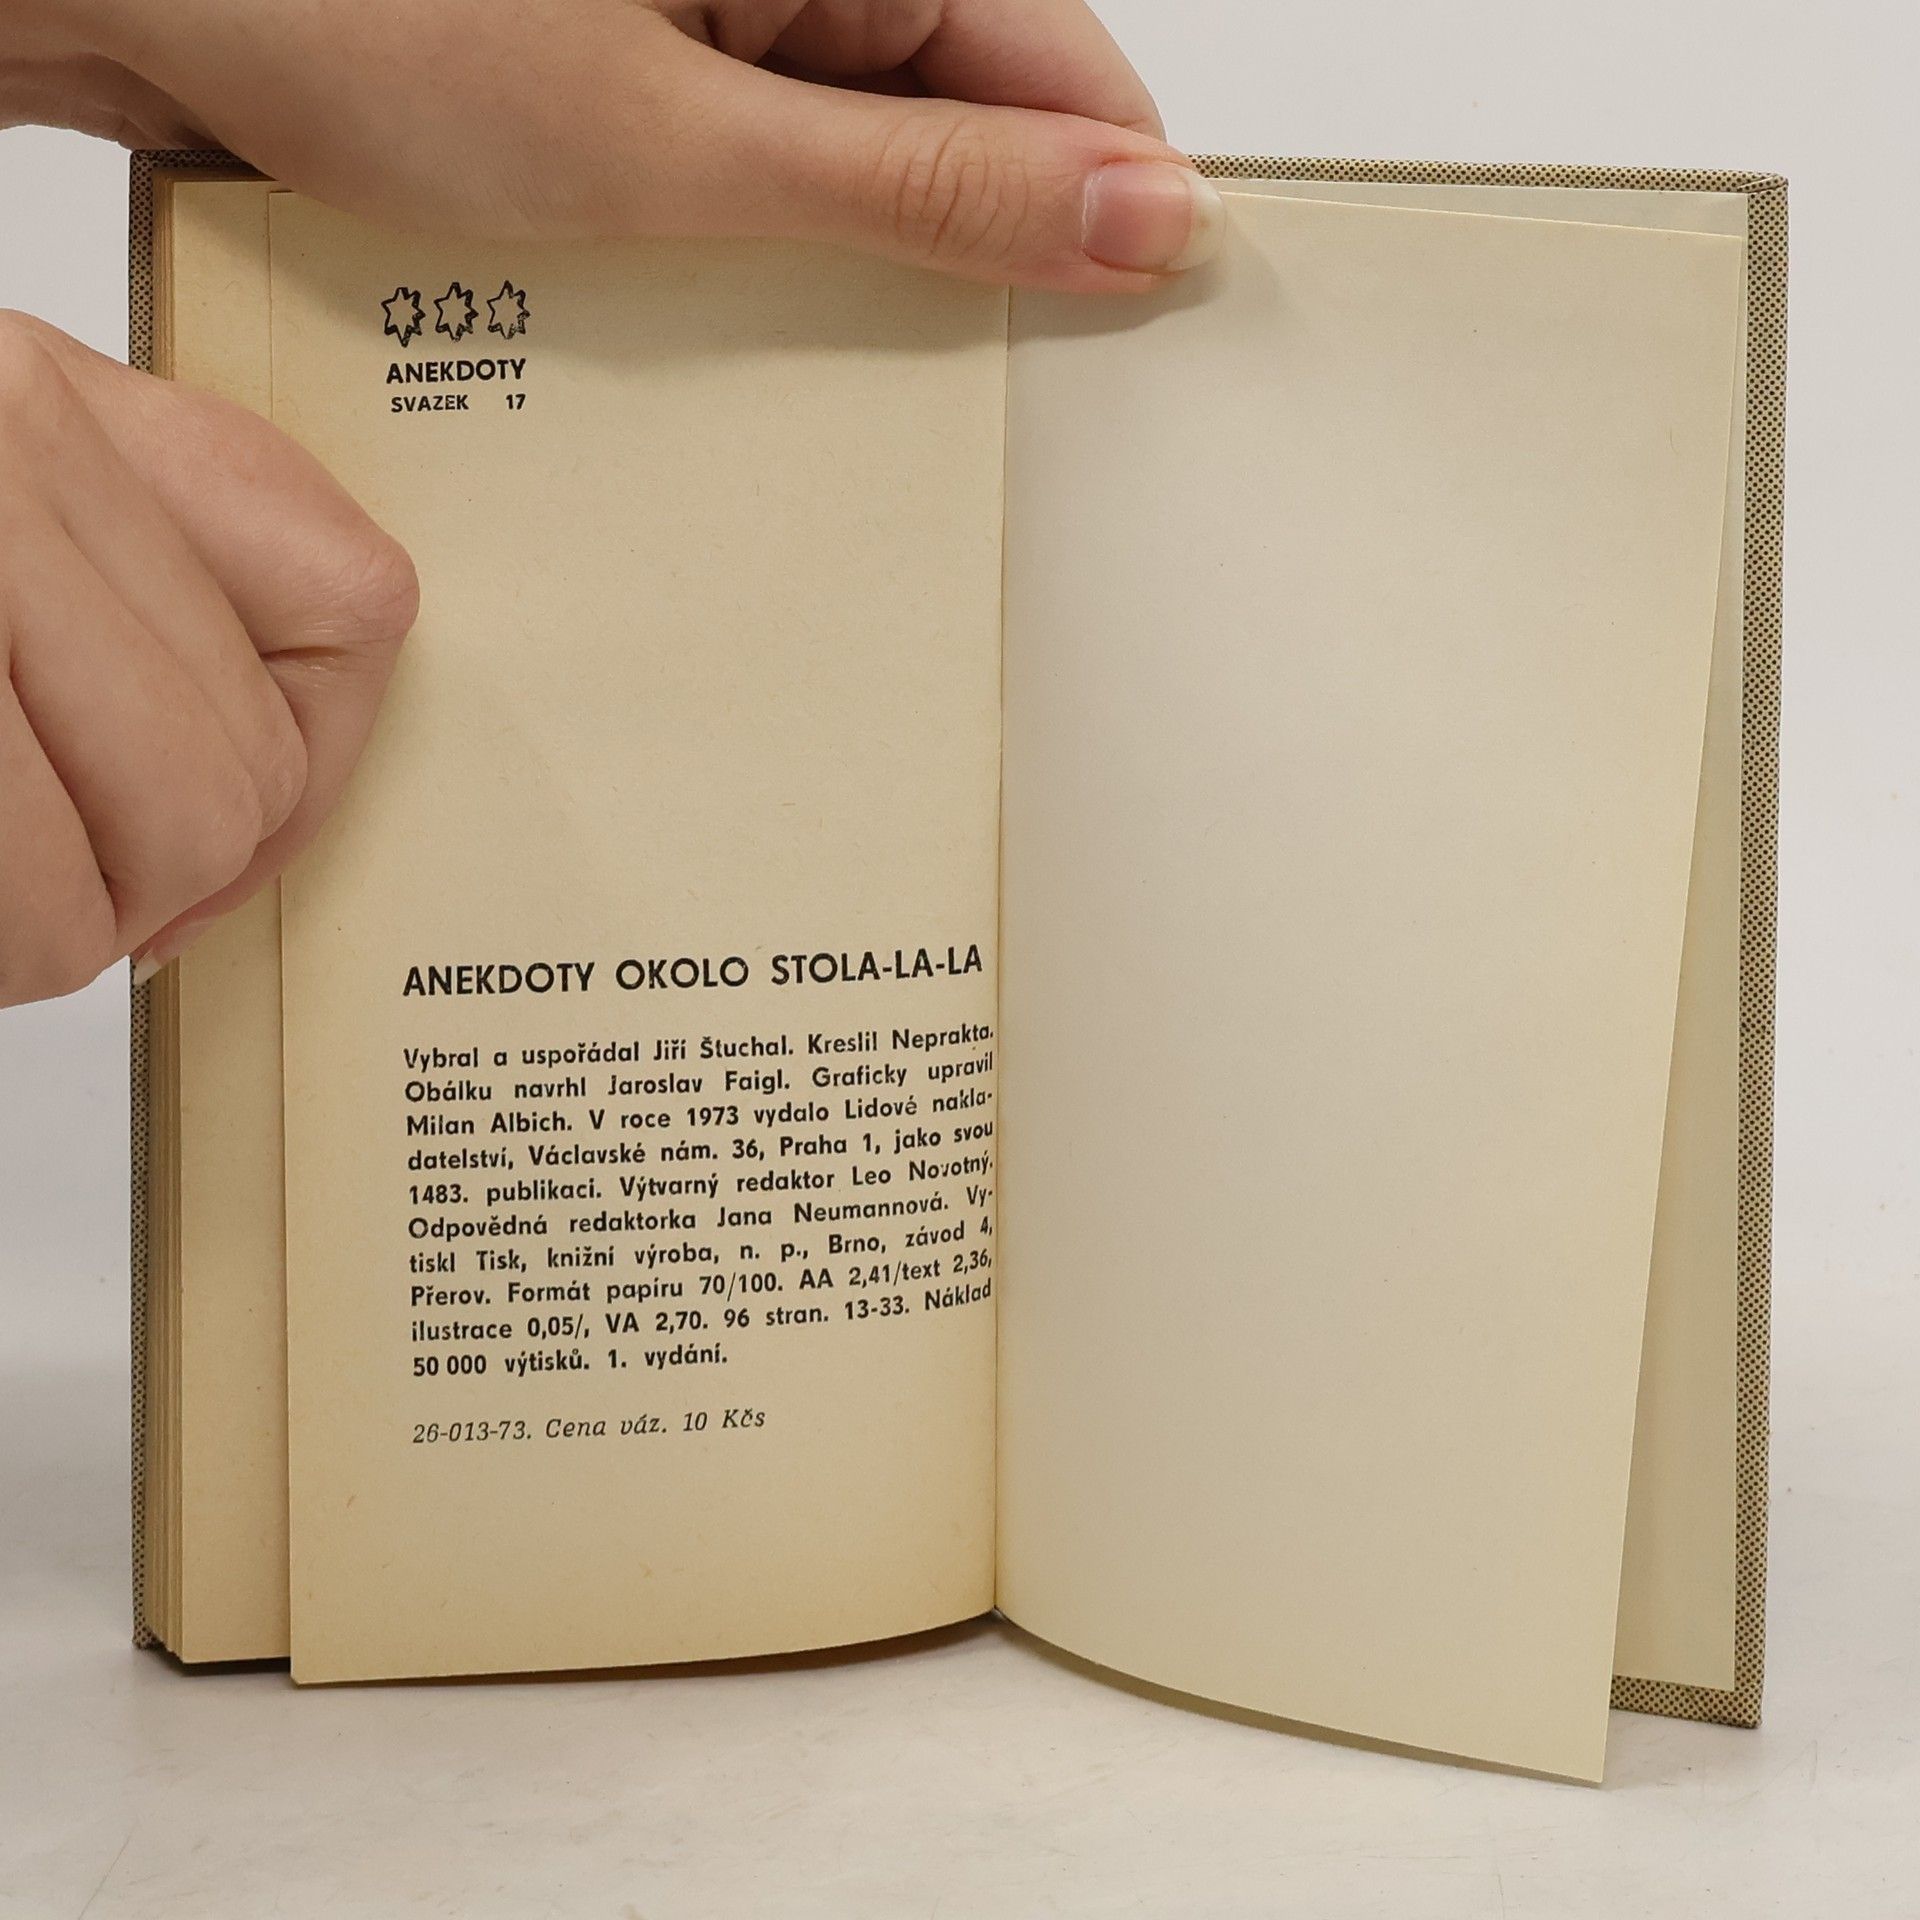 ANEKDOTY
SVAZEK 17
ANEKDOTY OKOLO STOLA-LA-LA
Vybral a uspořádal Jiří Štuchal. Kreslil Neprakta.
Obálku navrhl Jaroslav Faigl. Graficky upravil
Milan Albich. V roce 1973 vydalo Lidové nakla-
datelství, Václavské nám. 36, Praha 1, jako svou
1483. publikaci. Výtvarný redaktor Leo Novotný.
Odpovědná redaktorka Jana Neumannová. Vy-
tiskl Tisk, knižní výroba, n. p., Brno, závod 4,
Přerov. Formát papíru 70/100. AA 2,41/text 2,36,
ilustrace 0,05/, VA 2,70. 96 stran. 13-33. Náklad
50 000 výtisků. 1. vydání.
26-013-73. Cena váz. 10 Kčs